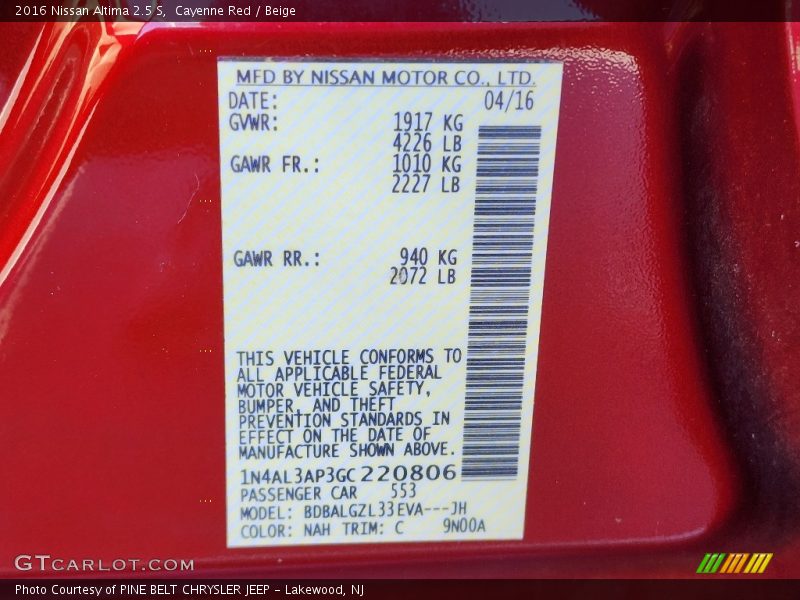 2016 Nissan Altima 2.5 S, Cayenne Red / Beige
MFD BY NISSAN MOTOR CO., LTD.
DATE: 04/16
GVWR: 1917 KG
4226 LB
GAWR FR.: 1010 KG
2227 LB
GAWR RR.: 940 KG
2072 LB
THIS VEHICLE CONFORMS TO
ALL APPLICABLE FEDERAL
MOTOR VEHICLE SAFETY,
BUMPER, AND THEFT
PREVENTION STANDARDS IN
EFFECT ON THE DATE OF
MANUFACTURE SHOWN ABOVE.
1N4AL3AP3GC220806
PASSENGER CAR 553
MODEL: BDBALGZL33EVA---JH
COLOR: NAH TRIM: C 9N00A
GTCARLOT.COM
Photo Courtesy of PINE BELT CHRYSLER JEEP - Lakewood, NJ